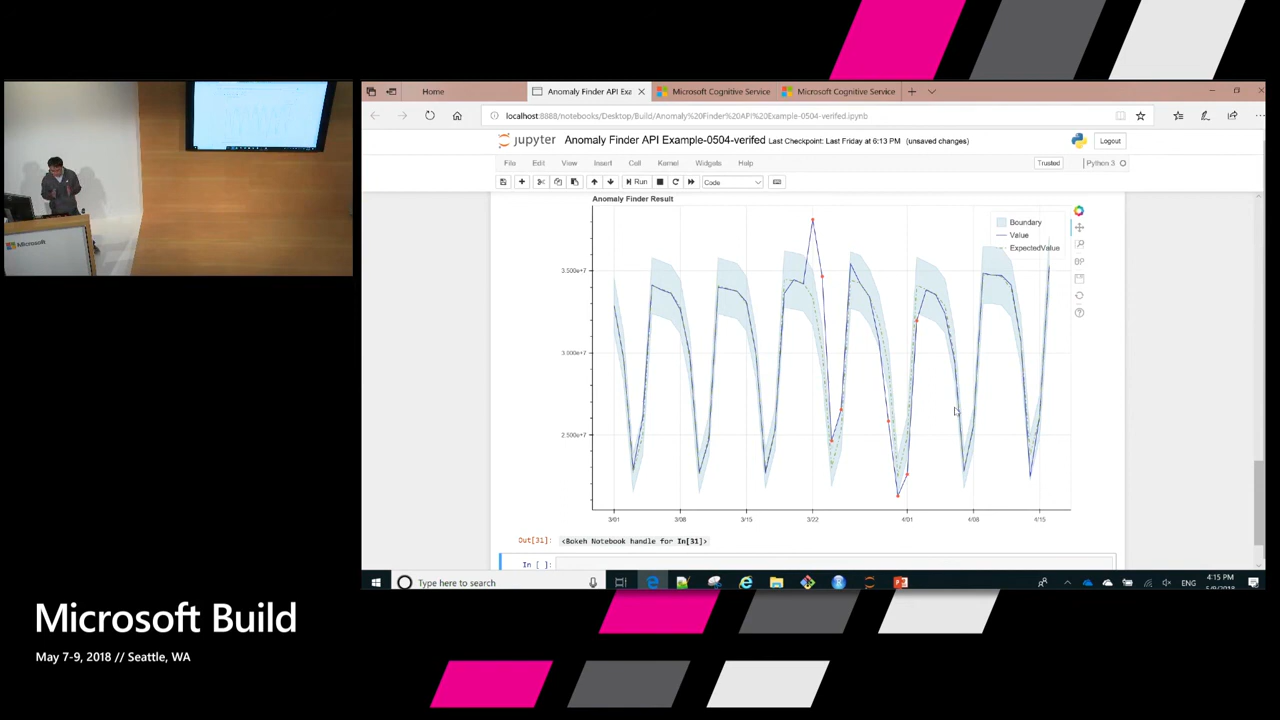 Home
Anomaly Finder API Exa
Microsoft Cognitive Service
Microsoft Cognitive Service
localhost:8888/notebooks/Desktop/Build/Anomaly%20Finder%20API%20Example-0504-verifed.ipynb
jupyter Anomaly Finder API Example-0504-verifed Last Checkpoint: Last Friday at 6:13 PM (unsaved changes)
Logout
File Edit View Insert Cell Kernel Widgets Help
Trusted
Python 3
Run
Code
Anomaly Finder Result
Boundary
Value
ExpectedValue
3.500e+7
3.000e+7
2.500e+7
3/01 3/08 3/15 3/22 4/01 4/08 4/15
Out[31]: <Bokeh Notebook handle for In[31]>
In [ ]:
Type here to search
ENG
4:15 PM
Microsoft
Microsoft Build
May 7-9, 2018 // Seattle, WA